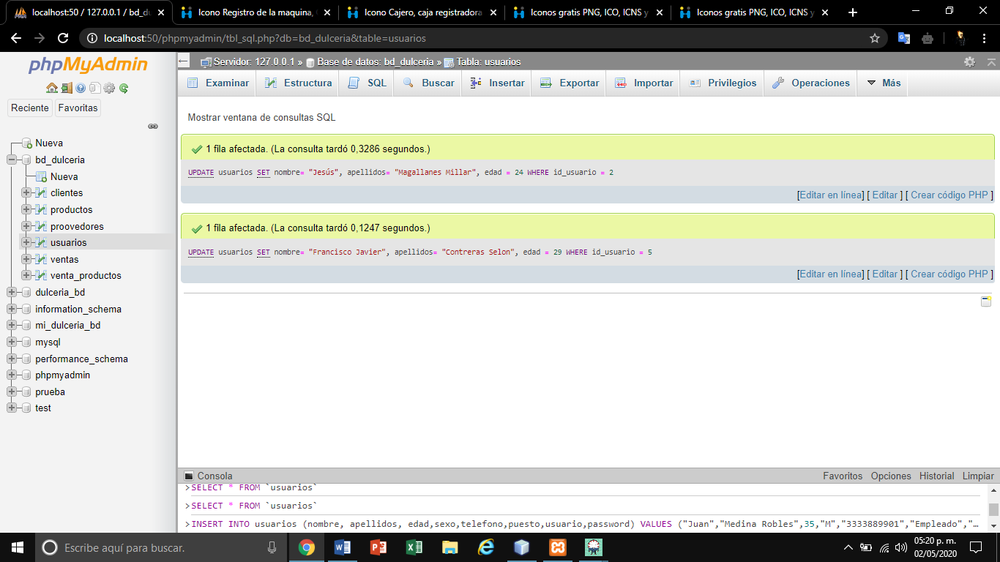 localhost:50 / 127.0.0.1 / bd_du
Icono Registro de la maquina,
Icono Cajero, caja registradora
Iconos gratis PNG, ICO, ICNS y
Iconos gratis PNG, ICO, ICNS y
localhost:50/phpmyadmin/tbl_sql.php?db=bd_dulceria&table=usuarios
phpMyAdmin
Reciente Favoritas
Nueva
bd_dulceria
Nueva
clientes
productos
proovedores
usuarios
ventas
venta_productos
dulceria_bd
information_schema
mi_dulceria_bd
mysql
performance_schema
phpmyadmin
prueba
test
Servidor: 127.0.0.1 » Base de datos: bd_dulceria » Tabla: usuarios
Examinar Estructura SQL Buscar Insertar Exportar Importar Privilegios Operaciones Más
Mostrar ventana de consultas SQL
1 fila afectada. (La consulta tardó 0,3286 segundos.)
UPDATE usuarios SET nombre= "Jesús", apellidos= "Magallanes Millar", edad = 24 WHERE id_usuario = 2
[Editar en línea] [ Editar ] [ Crear código PHP ]
1 fila afectada. (La consulta tardó 0,1247 segundos.)
UPDATE usuarios SET nombre= "Francisco Javier", apellidos= "Contreras Selon", edad = 29 WHERE id_usuario = 5
[Editar en línea] [ Editar ] [ Crear código PHP ]
Consola Favoritos Opciones Historial Limpiar
>SELECT * FROM `usuarios`
>SELECT * FROM `usuarios`
>INSERT INTO usuarios (nombre, apellidos, edad,sexo,telefono,puesto,usuario,password) VALUES ("Juan","Medina Robles",35,"M","3333889901","Empleado","…
Escribe aquí para buscar.
05:20 p. m.
02/05/2020